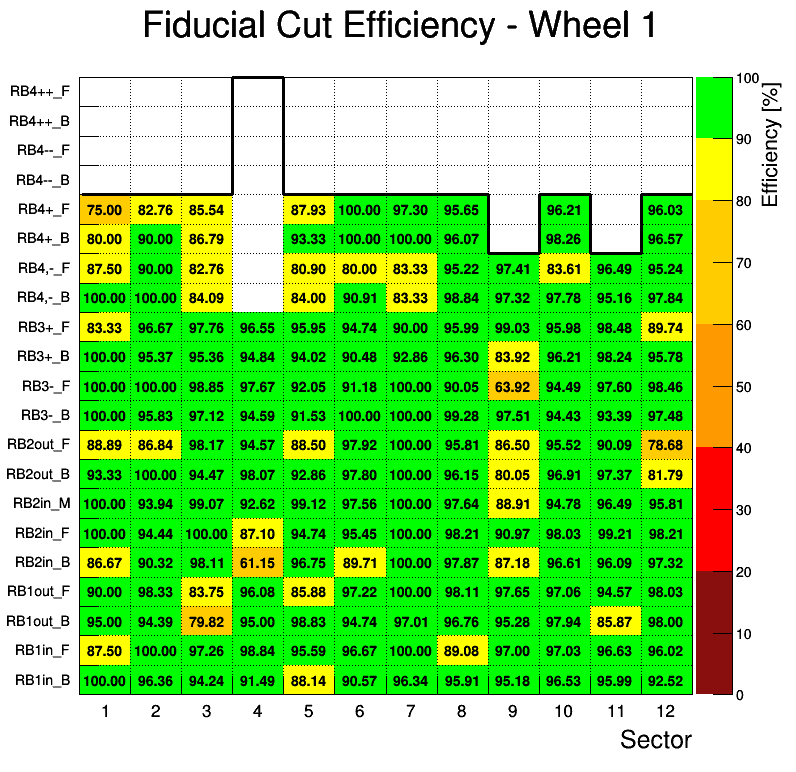 Fiducial Cut Efficiency - Wheel 1
RB4++_F
RB4++_B
RB4--_F
RB4--_B
RB4+_F 75.00 82.76 85.54 87.93 100.00 97.30 95.65 96.21 96.03
RB4+_B 80.00 90.00 86.79 93.33 100.00 100.00 96.07 98.26 96.57
RB4,-_F 87.50 90.00 82.76 80.90 80.00 83.33 95.22 97.41 83.61 96.49 95.24
RB4,-_B 100.00 100.00 84.09 84.00 90.91 83.33 98.84 97.32 97.78 95.16 97.84
RB3+_F 83.33 96.67 97.76 96.55 95.95 94.74 90.00 95.99 99.03 95.98 98.48 89.74
RB3+_B 100.00 95.37 95.36 94.84 94.02 90.48 92.86 96.30 83.92 96.21 98.24 95.78
RB3-_F 100.00 100.00 98.85 97.67 92.05 91.18 100.00 90.05 63.92 94.49 97.60 98.46
RB3-_B 100.00 95.83 97.12 94.59 91.53 100.00 100.00 99.28 97.51 94.43 93.39 97.48
RB2out_F 88.89 86.84 98.17 94.57 88.50 97.92 100.00 95.81 86.50 95.52 90.09 78.68
RB2out_B 93.33 100.00 94.47 98.07 92.86 97.80 100.00 96.15 80.05 96.91 97.37 81.79
RB2in_M 100.00 93.94 99.07 92.62 99.12 97.56 100.00 97.64 88.91 94.78 96.49 95.81
RB2in_F 100.00 94.44 100.00 87.10 94.74 95.45 100.00 98.21 90.97 98.03 99.21 98.21
RB2in_B 86.67 90.32 98.11 61.15 96.75 89.71 100.00 97.87 87.18 96.61 96.09 97.32
RB1out_F 90.00 98.33 83.75 96.08 85.88 97.22 100.00 98.11 97.65 97.06 94.57 98.03
RB1out_B 95.00 94.39 79.82 95.00 98.83 94.74 97.01 96.76 95.28 97.94 85.87 98.00
RB1in_F 87.50 100.00 97.26 98.84 95.59 96.67 100.00 89.08 97.00 97.03 96.63 96.02
RB1in_B 100.00 96.36 94.24 91.49 88.14 90.57 96.34 95.91 95.18 96.53 95.99 92.52
1 2 3 4 5 6 7 8 9 10 11 12
Sector
100
90
80
70
60
50
40
30
20
10
0
Efficiency [%]